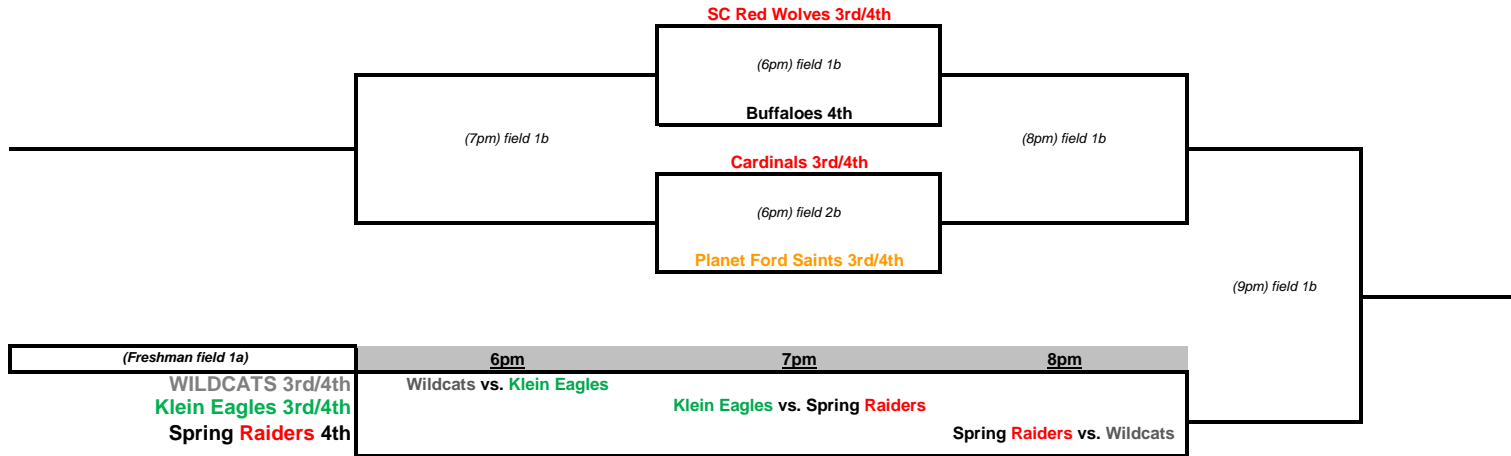 SC Red Wolves 3rd/4th
(6pm) field 1b
Buffaloes 4th
(7pm) field 1b
(8pm) field 1b
Cardinals 3rd/4th
(6pm) field 2b
Planet Ford Saints 3rd/4th
(9pm) field 1b
(Freshman field 1a) 6pm 7pm 8pm
WILDCATS 3rd/4th Wildcats vs. Klein Eagles
Klein Eagles 3rd/4th Klein Eagles vs. Spring Raiders
Spring Raiders 4th Spring Raiders vs. Wildcats